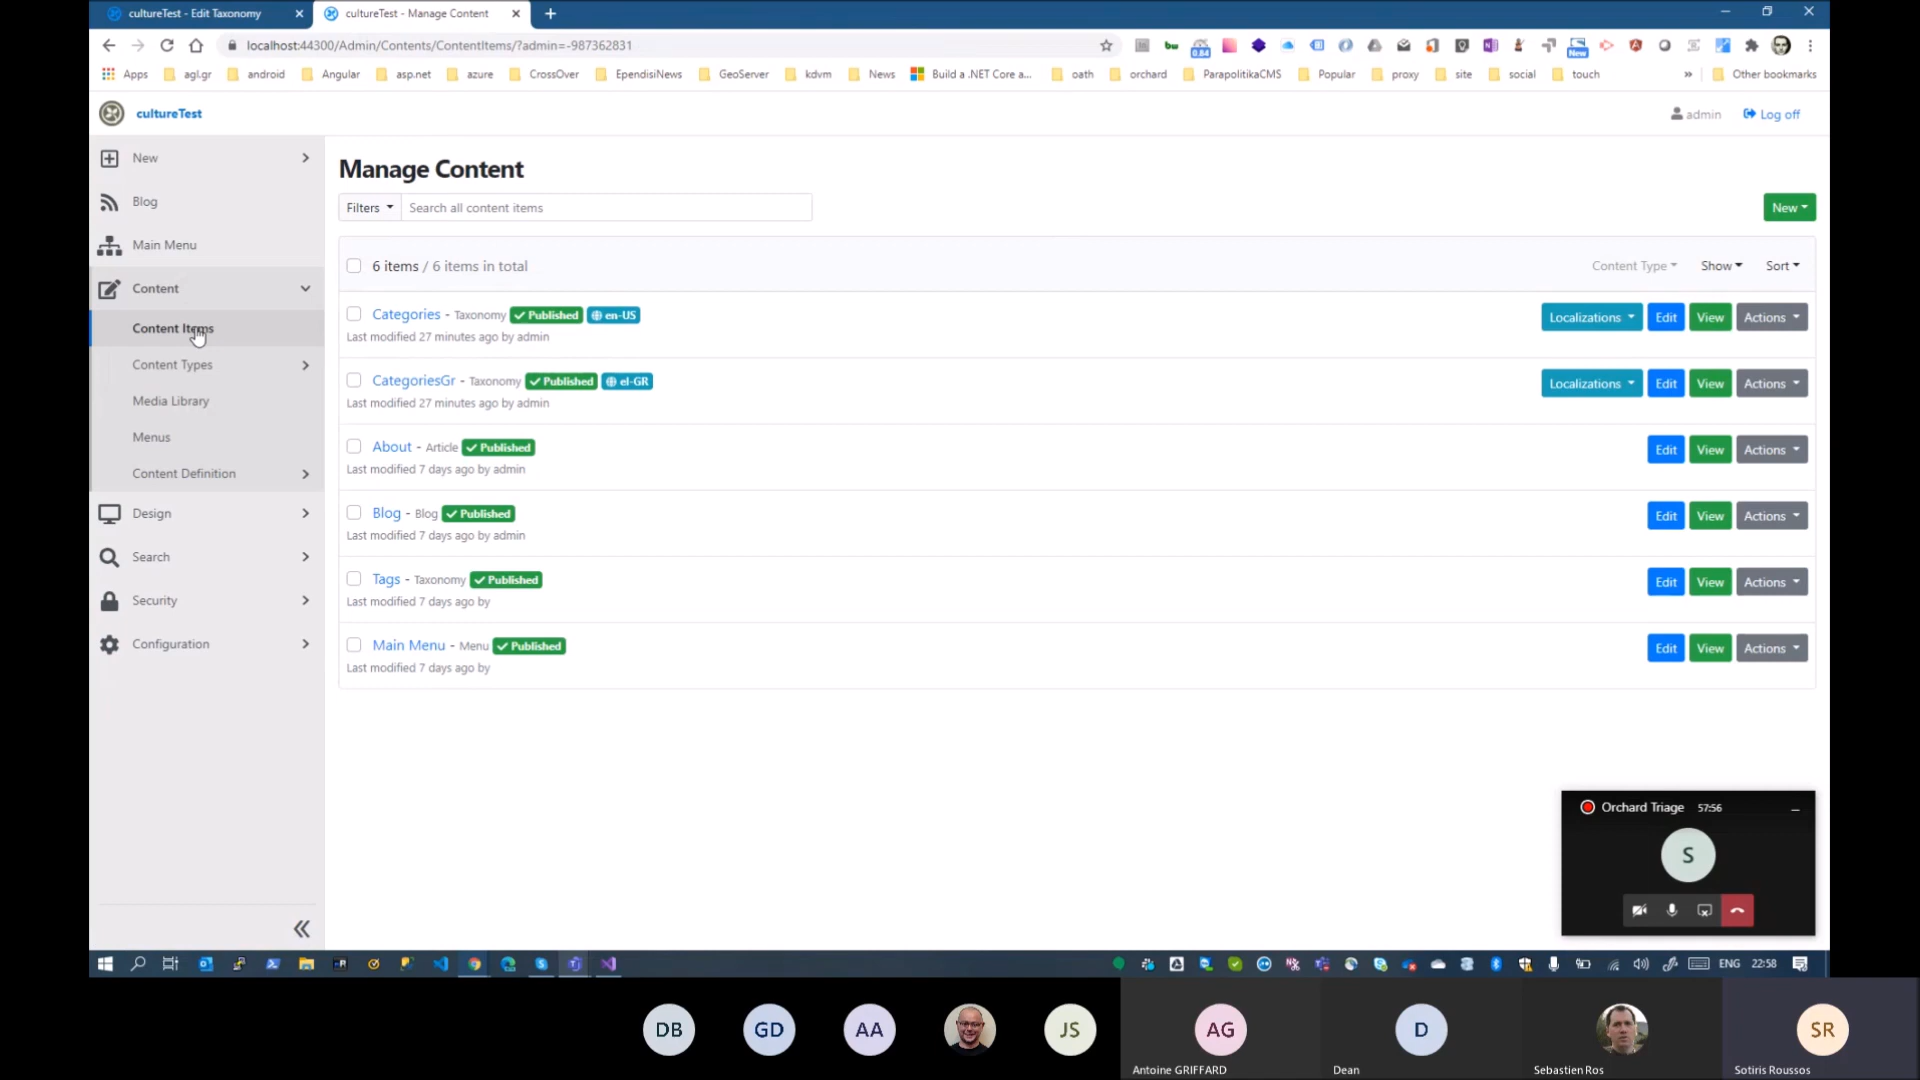 cultureTest - Edit Taxonomy
cultureTest - Manage Content
localhost:44300/Admin/Contents/ContentItems/?admin=-987362831
0.84
New
Apps
agl.gr
android
Angular
asp.net
azure
CrossOver
EpendisiNews
GeoServer
kdvm
News
Build a .NET Core a...
oath
orchard
ParapolitikaCMS
Popular
proxy
site
social
touch
Other bookmarks
cultureTest
admin
Log off
New
Blog
Main Menu
Content
Content Items
Content Types
Media Library
Menus
Content Definition
Design
Search
Security
Configuration
Manage Content
Filters
Search all content items
New
6 items / 6 items in total
Content Type
Show
Sort
Categories - Taxonomy Published en-US
Last modified 27 minutes ago by admin
Localizations Edit View Actions
CategoriesGr - Taxonomy Published el-GR
Last modified 27 minutes ago by admin
Localizations Edit View Actions
About - Article Published
Last modified 7 days ago by admin
Edit View Actions
Blog - Blog Published
Last modified 7 days ago by admin
Edit View Actions
Tags - Taxonomy Published
Last modified 7 days ago by
Edit View Actions
Main Menu - Menu Published
Last modified 7 days ago by
Edit View Actions
Orchard Triage 57:56
S
ENG 22:58
DB
GD
AA
JS
AG
D
SR
Antoine GRIFFARD
Dean
Sebastien Ros
Sotiris Roussos